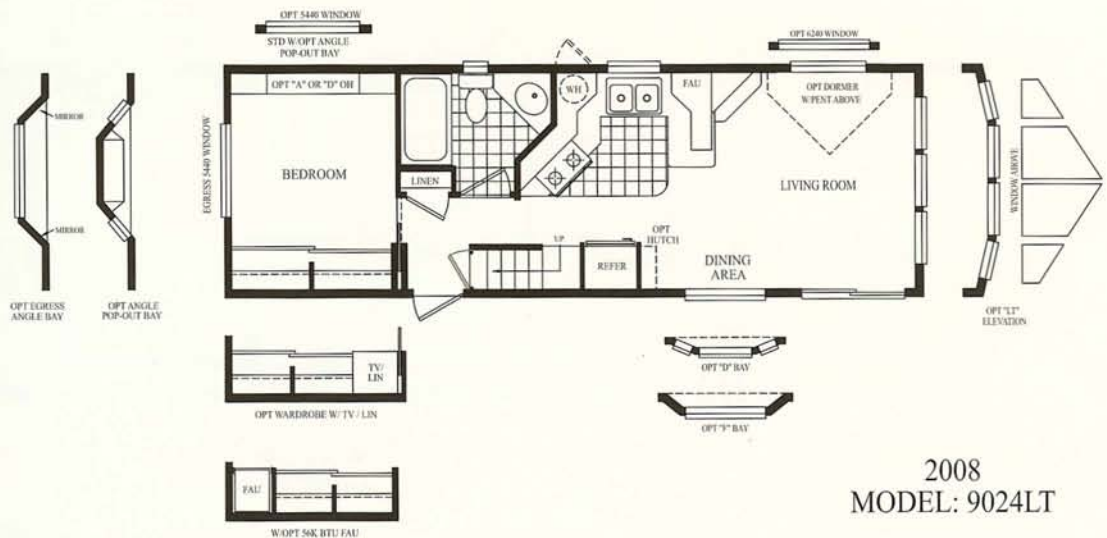 OPT 5440 WINDOW
STD W/OPT ANGLE
POP-OUT BAY
OPT 6240 WINDOW
OPT "A" OR "D" OH
WH
FAU
OPT DORMER
W/PENT ABOVE
MIRROR
MIRROR
EGRESS 5440 WINDOW
BEDROOM
LINEN
LIVING ROOM
WINDOW ABOVE
UP
OPT
HUTCH
REFER
DINING
AREA
OPT EGRESS
ANGLE BAY
OPT ANGLE
POP-OUT BAY
OPT "LT"
ELEVATION
TV/
LIN
OPT WARDROBE W/ TV / LIN
OPT "D" BAY
OPT "F" BAY
FAU
W/OPT 56K BTU FAU
2008
MODEL: 9024LT